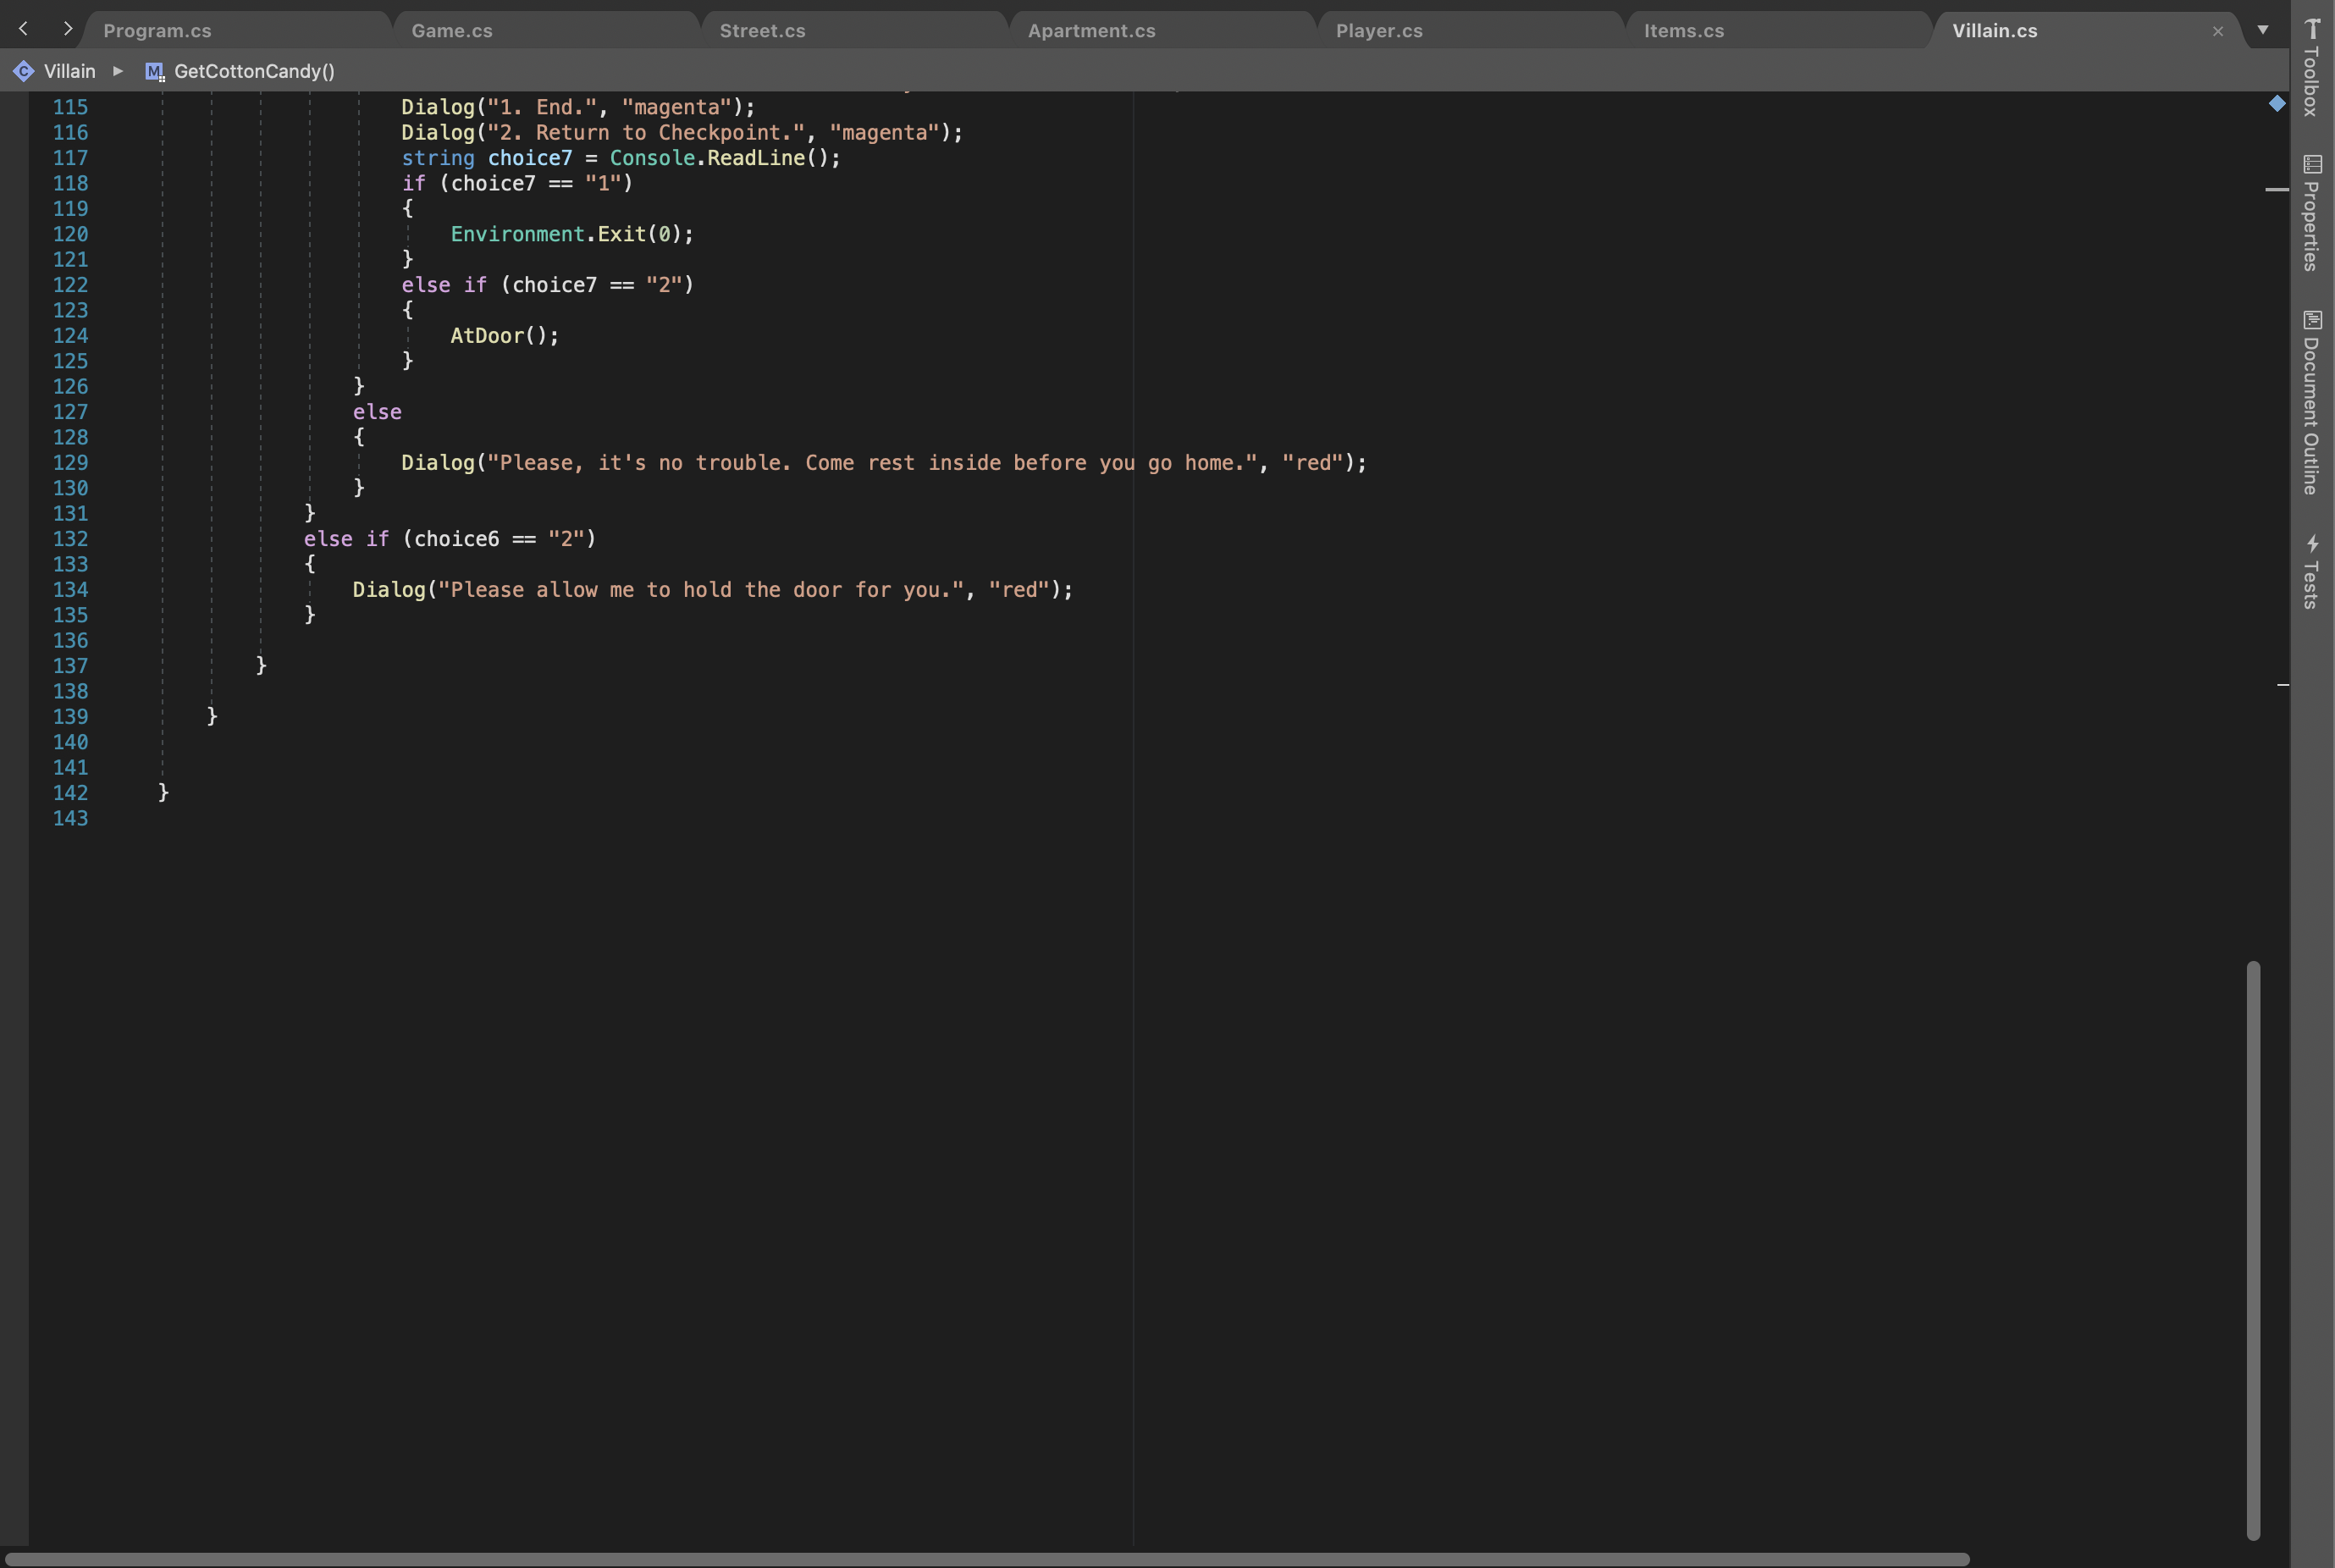 Program.cs Game.cs Street.cs Apartment.cs Player.cs Items.cs Villain.cs
Villain GetCottonCandy()
115 Dialog("1. End.", "magenta");
116 Dialog("2. Return to Checkpoint.", "magenta");
117 string choice7 = Console.ReadLine();
118 if (choice7 == "1")
119 {
120 Environment.Exit(0);
121 }
122 else if (choice7 == "2")
123 {
124 AtDoor();
125 }
126 }
127 else
128 {
129 Dialog("Please, it's no trouble. Come rest inside before you go home.", "red");
130 }
131 }
132 else if (choice6 == "2")
133 {
134 Dialog("Please allow me to hold the door for you.", "red");
135 }
136
137 }
138
139 }
140
141
142 }
143
Toolbox
Properties
Document Outline
Tests